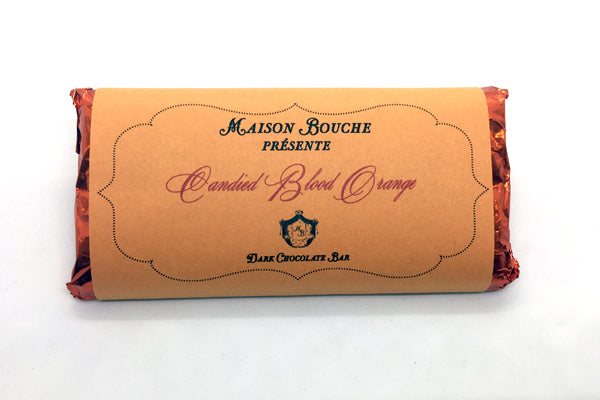 Maison Bouche
présente
Candied Blood Orange
Dark Chocolate Bar